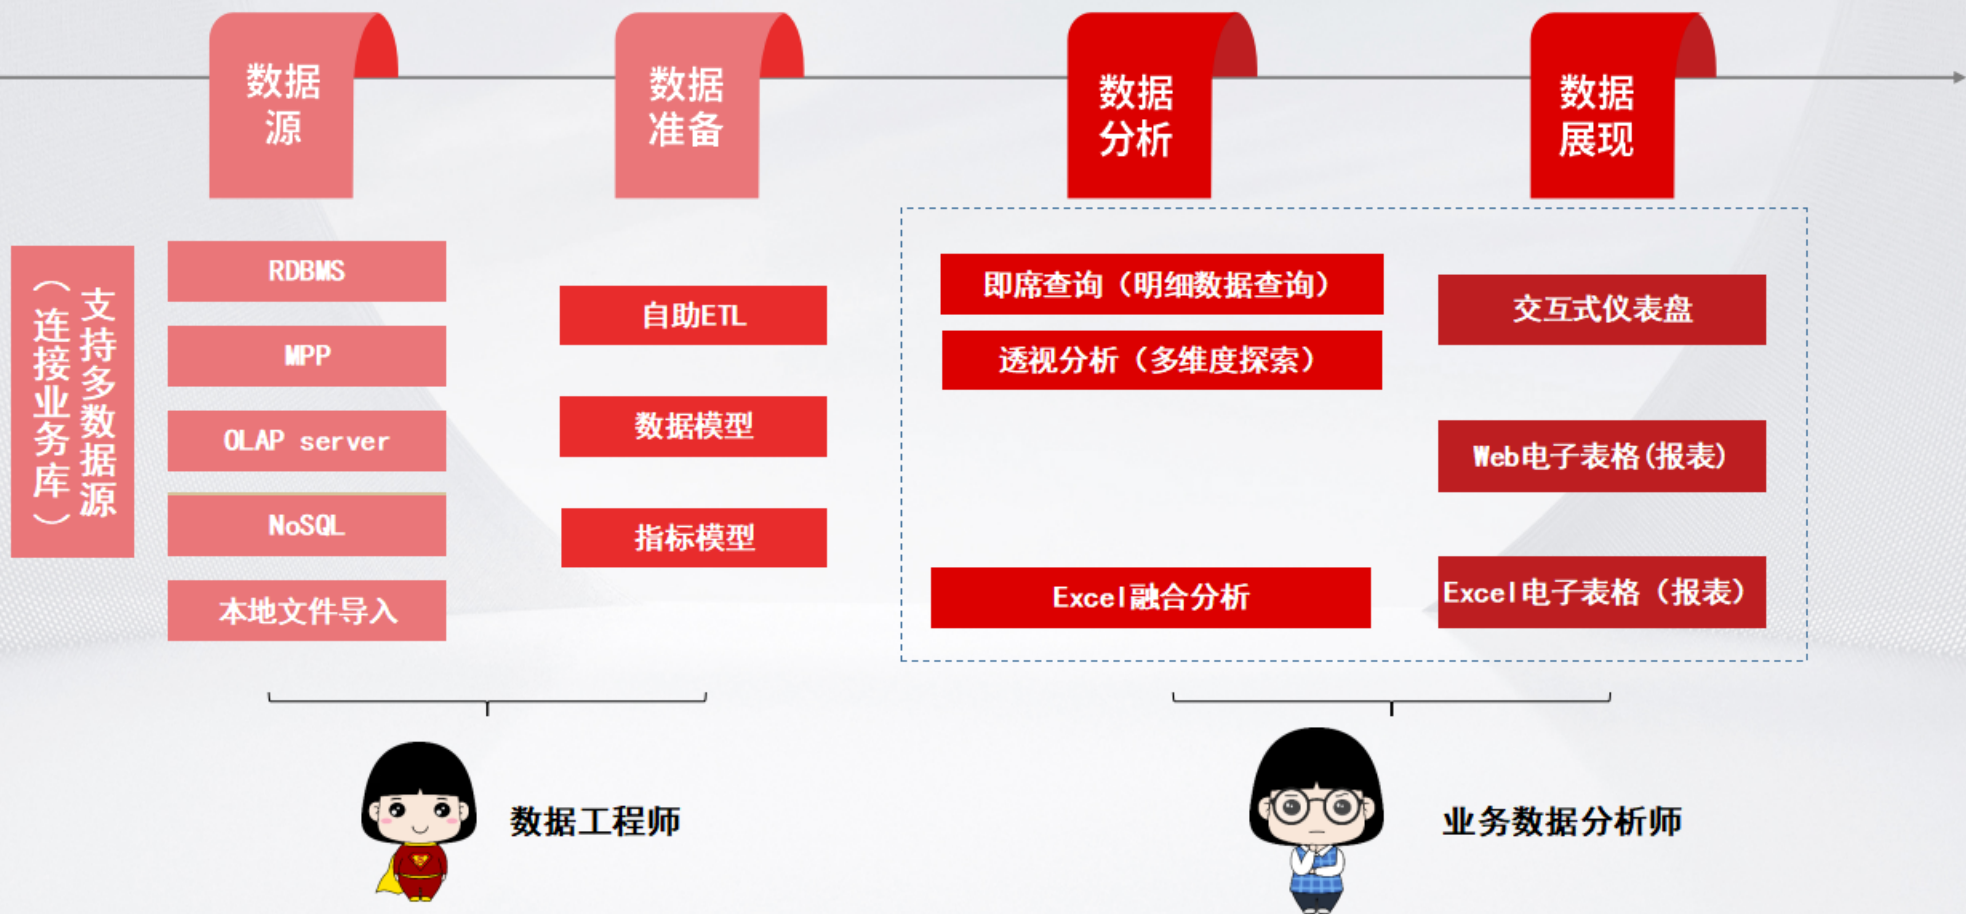 数据
源
数据
准备
数据
分析
数据
展现
支持多数据源
（连接业务库）
RDBMS
MPP
OLAP server
NoSQL
本地文件导入
自助ETL
数据模型
指标模型
即席查询（明细数据查询）
透视分析（多维度探索）
Excel融合分析
交互式仪表盘
Web电子表格(报表)
Excel电子表格（报表）
数据工程师
业务数据分析师